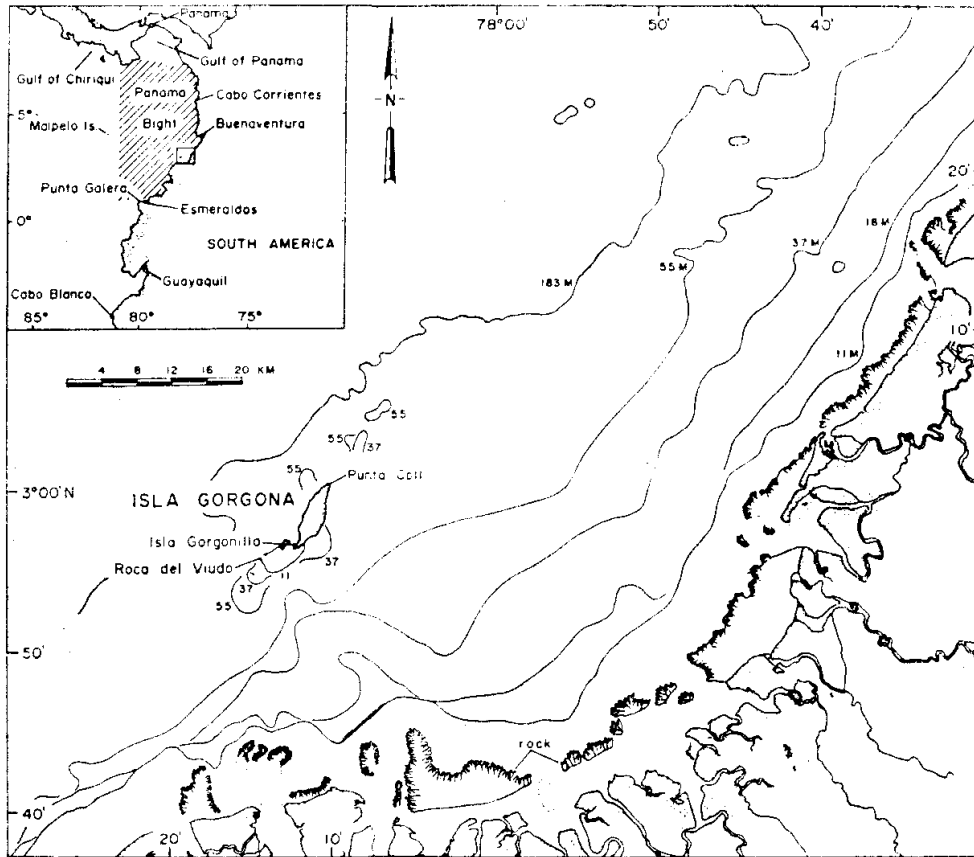 Panama
Gulf of Panama
Gulf of Chiriqui
Panama
Bight
Cabo Corrientes
5°
Malpelo Is.
Buenaventura
Punta Galera
Esmeraldas
0°
SOUTH AMERICA
Guayaquil
Cabo Blanco
85°
80°
75°
78°00'
50'
40'
-N-
20'
18 M
37 M
55 M
183 M
10'
11 M
4 8 12 16 20 KM
55
55
37
55
Punta Coll
3°00'N
ISLA GORGONA
Isla Gorgonilla
Roca del Viudo
37
11
37
55
50'
rock
40'
20'
10'